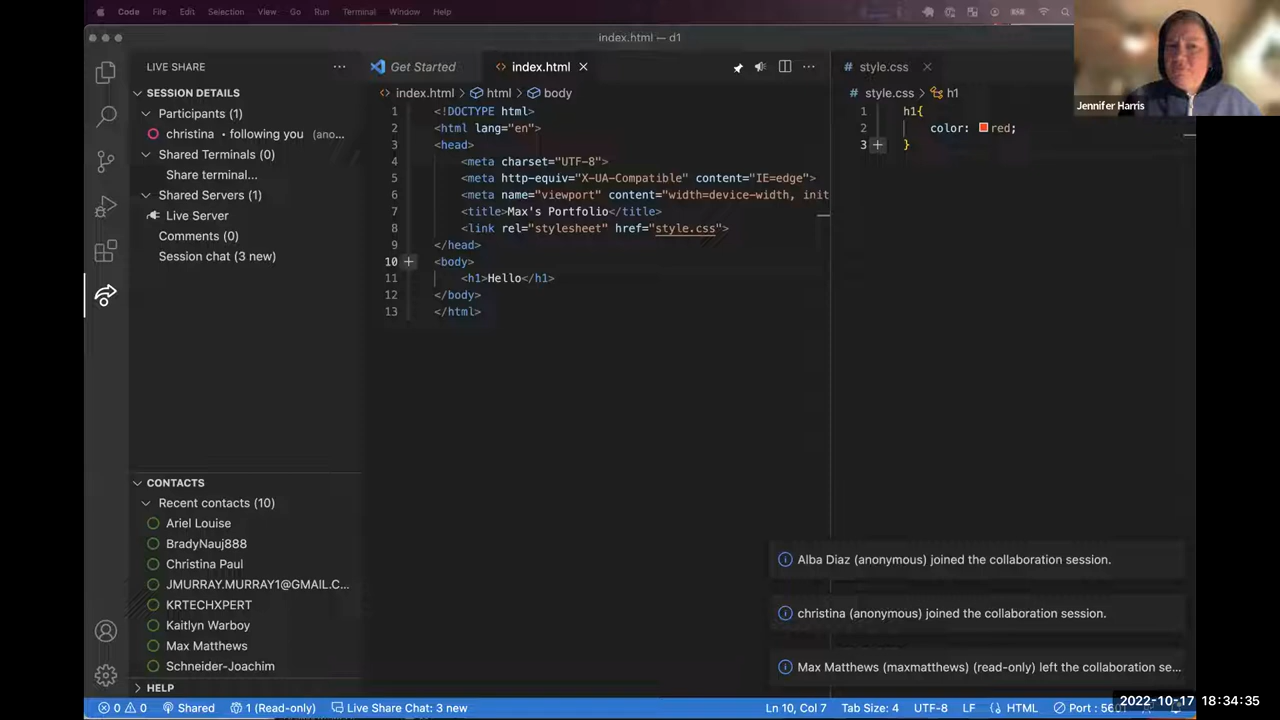 Code File Edit Selection View Go Run Terminal Window Help
index.html — d1
LIVE SHARE
SESSION DETAILS
Participants (1)
christina • following you (ano...
Shared Terminals (0)
Share terminal...
Shared Servers (1)
Live Server
Comments (0)
Session chat (3 new)
CONTACTS
Recent contacts (10)
Ariel Louise
BradyNauj888
Christina Paul
JMURRAY.MURRAY1@GMAIL.C...
KRTECHXPERT
Kaitlyn Warboy
Max Matthews
Schneider-Joachim
HELP
Get Started
index.html
index.html > html > body
1 <!DOCTYPE html>
2 <html lang="en">
3 <head>
4 <meta charset="UTF-8">
5 <meta http-equiv="X-UA-Compatible" content="IE=edge">
6 <meta name="viewport" content="width=device-width, init
7 <title>Max's Portfolio</title>
8 <link rel="stylesheet" href="style.css">
9 </head>
10 <body>
11 <h1>Hello</h1>
12 </body>
13 </html>
style.css
style.css > h1
1 h1{
2 color: red;
3 }
Jennifer Harris
Alba Diaz (anonymous) joined the collaboration session.
christina (anonymous) joined the collaboration session.
Max Matthews (maxmatthews) (read-only) left the collaboration se...
0 0 Shared 1 (Read-only) Live Share Chat: 3 new Ln 10, Col 7 Tab Size: 4 UTF-8 LF HTML Port :
2022-10-17 18:34:35